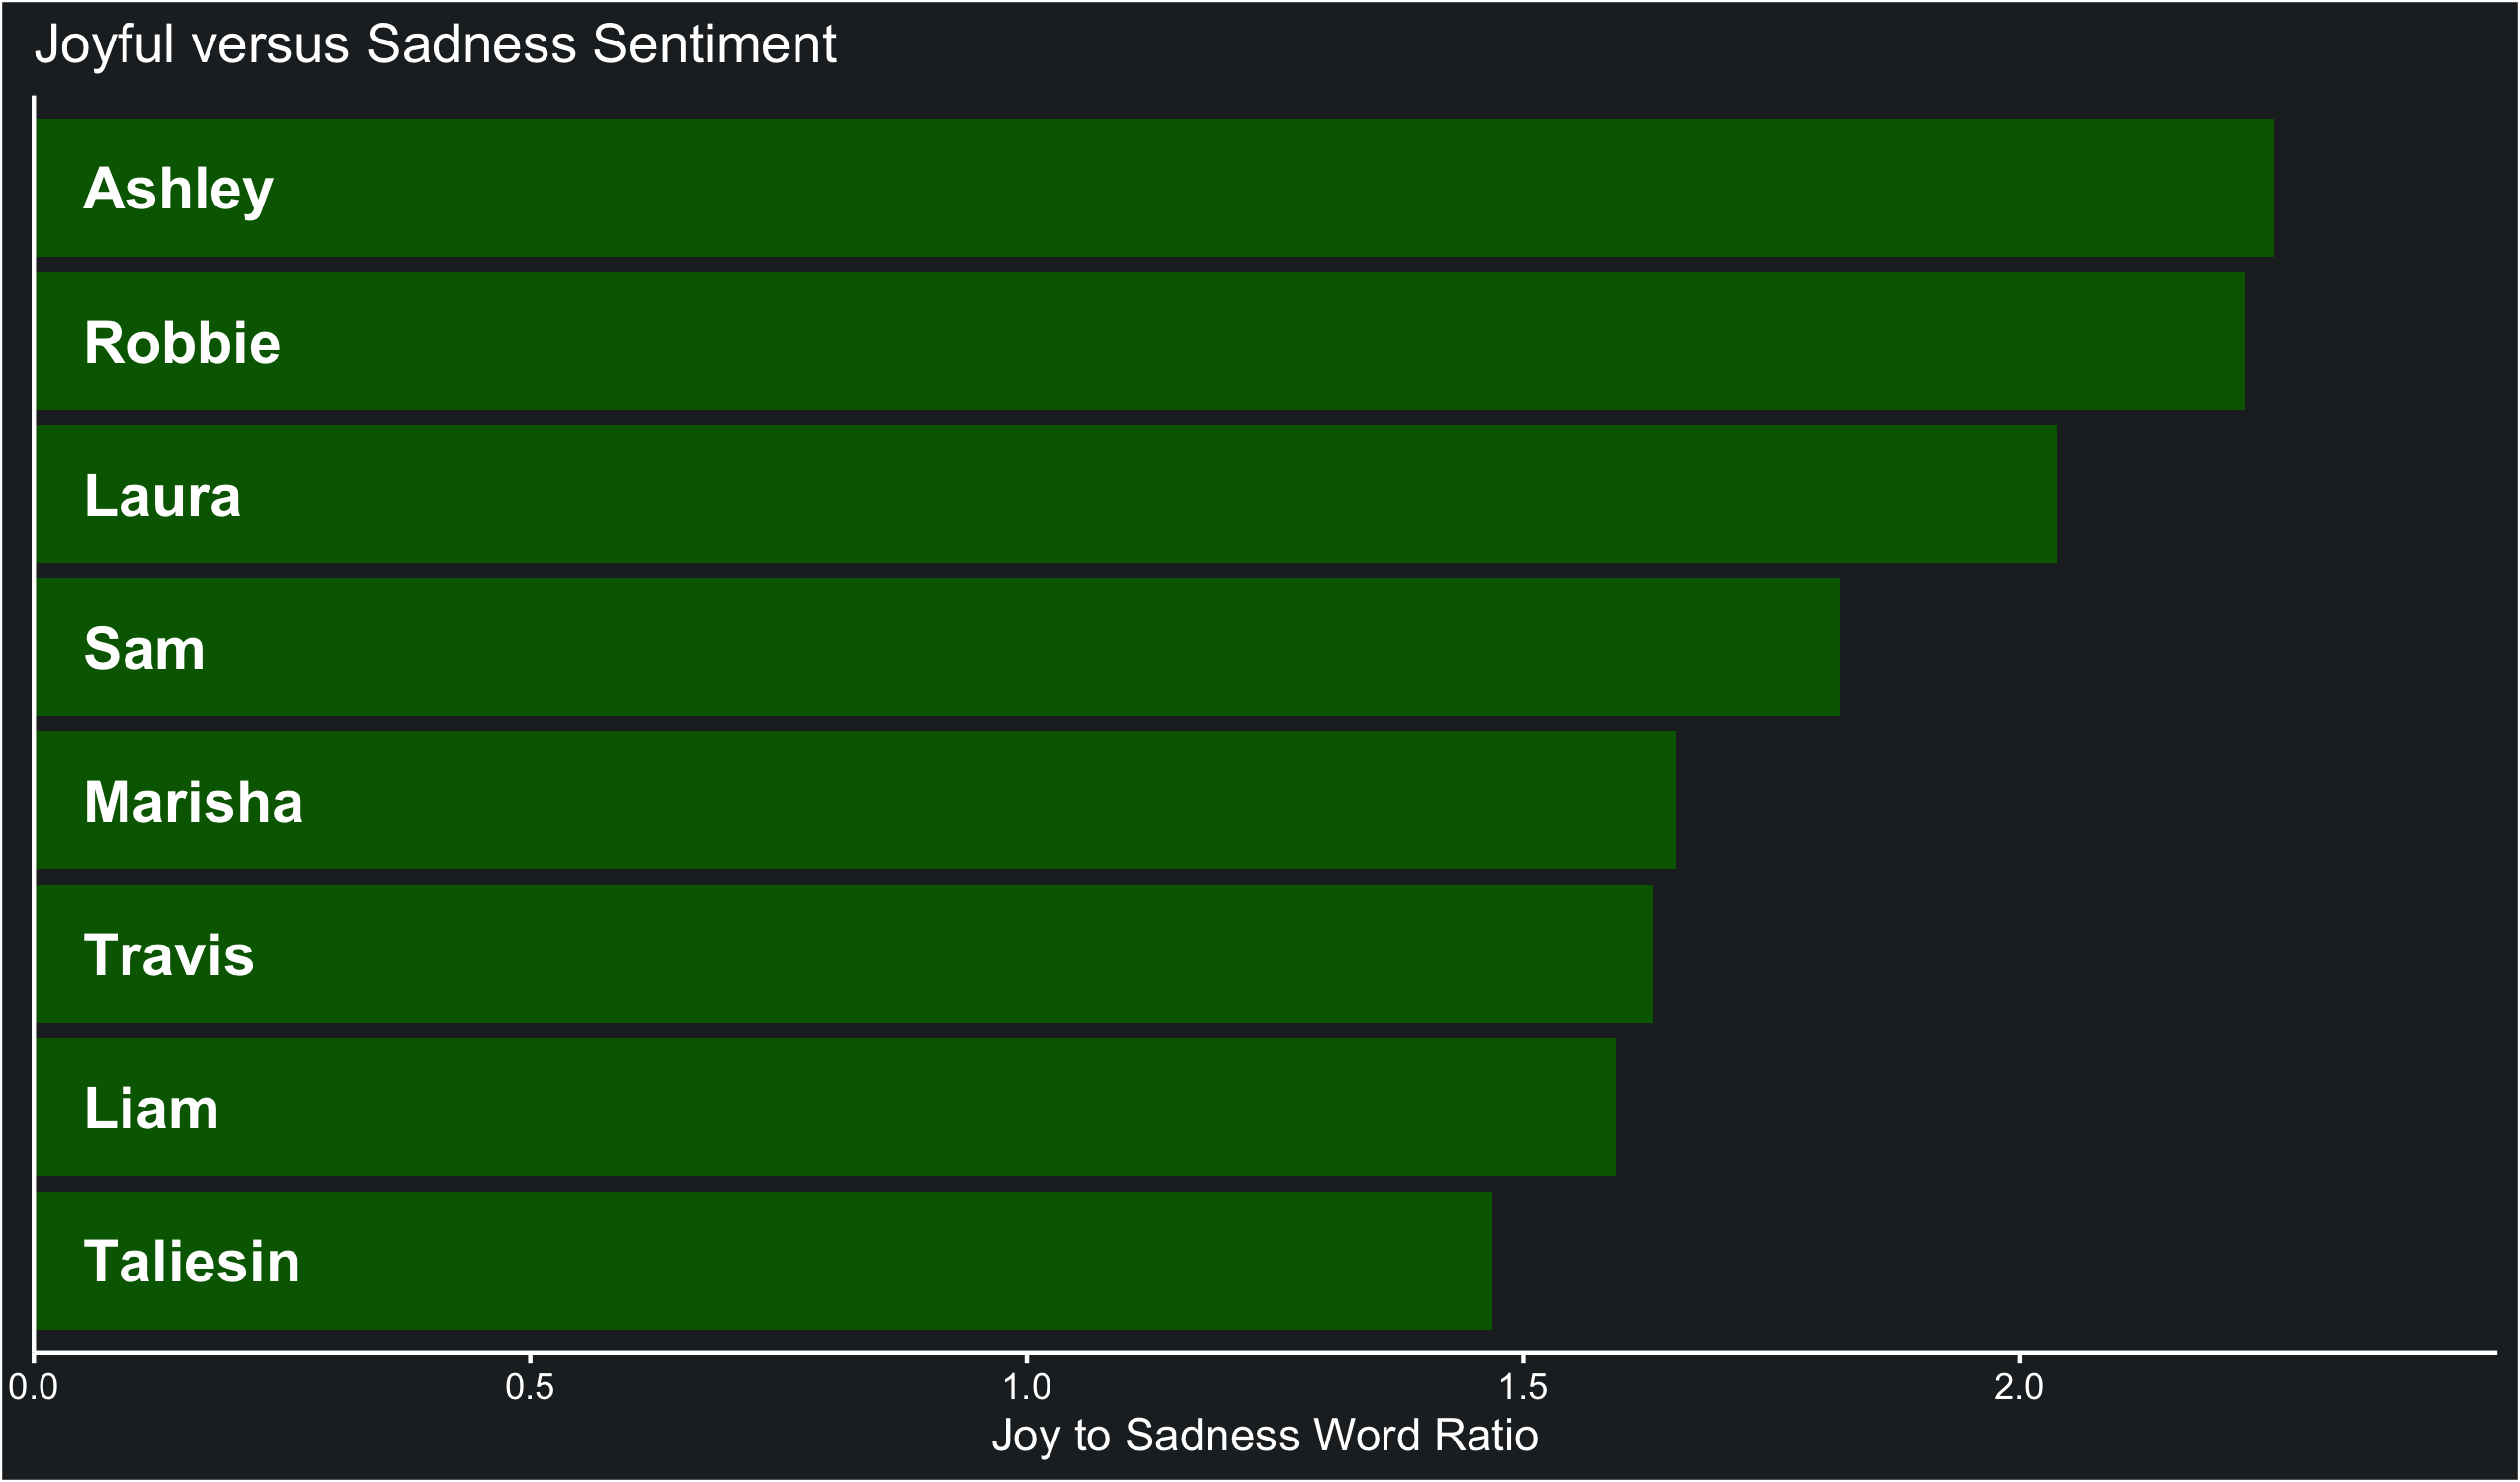 Joyful versus Sadness Sentiment
Ashley
Robbie
Laura
Sam
Marisha
Travis
Liam
Taliesin
0.0 0.5 1.0 1.5 2.0
Joy to Sadness Word Ratio